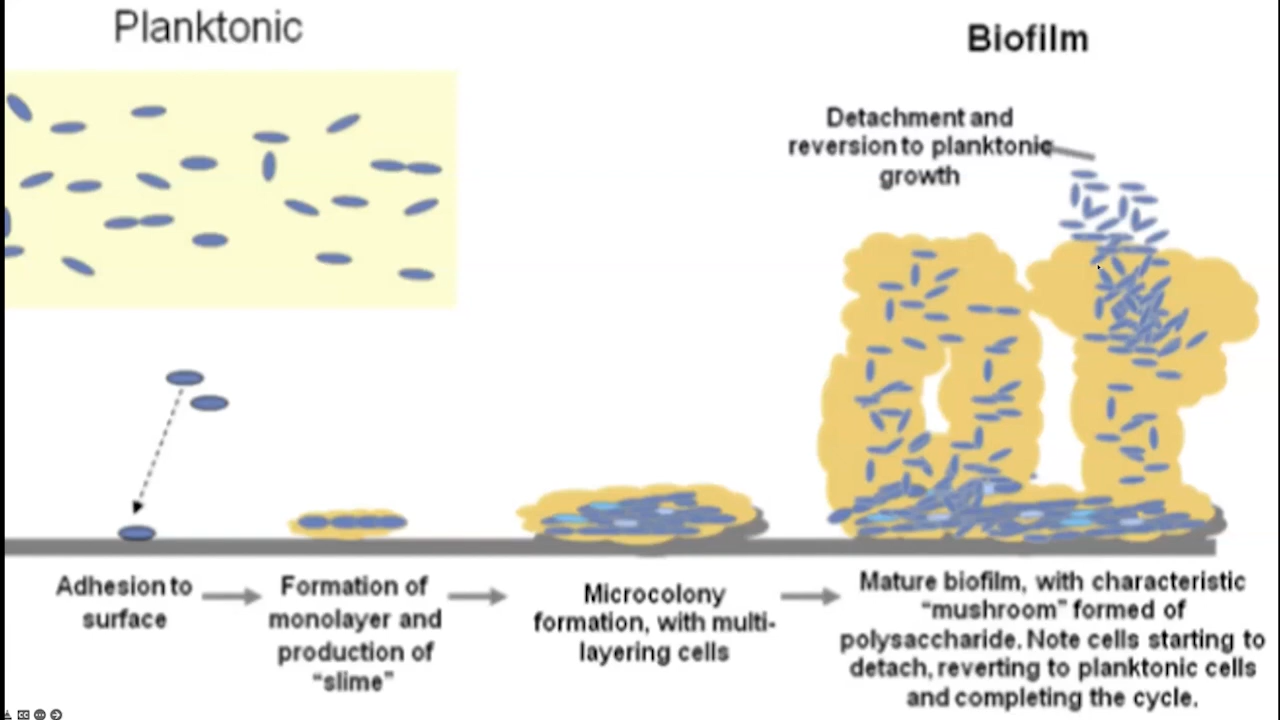 Planktonic
Biofilm
Detachment and
reversion to planktonic
growth
Adhesion to
surface
Formation of
monolayer and
production of
“slime”
Microcolony
formation, with multi-
layering cells
Mature biofilm, with characteristic
“mushroom” formed of
polysaccharide. Note cells starting to
detach, reverting to planktonic cells
and completing the cycle.